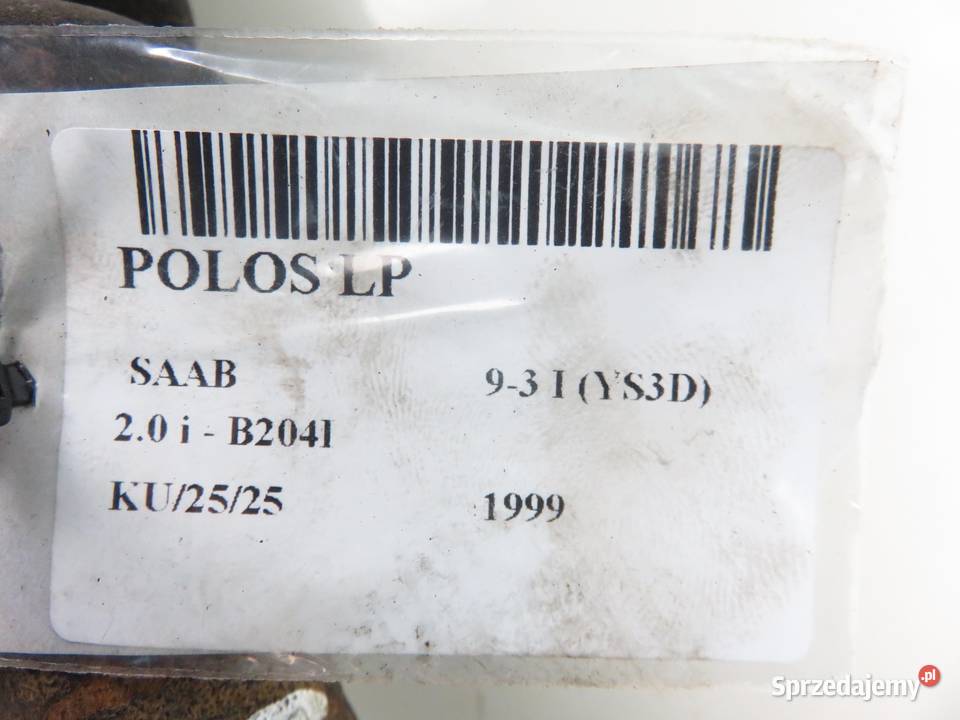 POLOS LP
SAAB 9-3 I (YS3D)
2.0 i - B204I
KU/25/25 1999
Sprzedajemy.pl